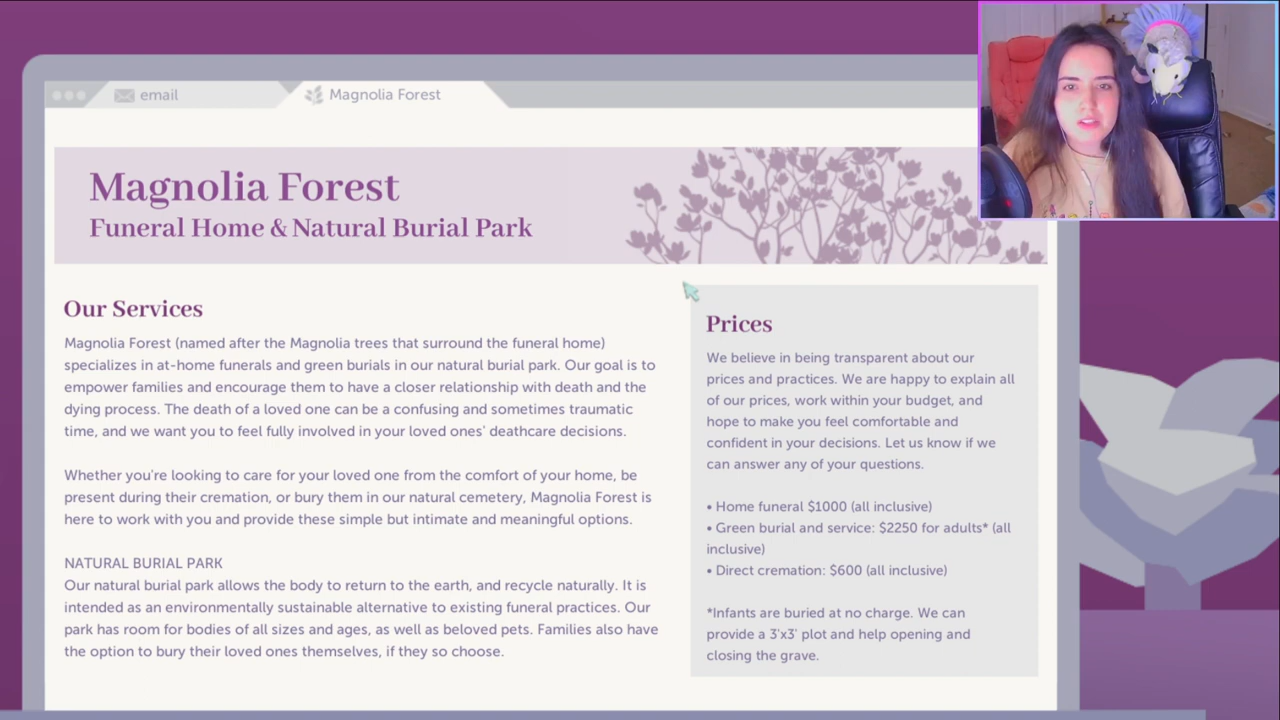 email
Magnolia Forest
Magnolia Forest
Funeral Home & Natural Burial Park
Our Services
Magnolia Forest (named after the Magnolia trees that surround the funeral home)
specializes in at-home funerals and green burials in our natural burial park. Our goal is to
empower families and encourage them to have a closer relationship with death and the
dying process. The death of a loved one can be a confusing and sometimes traumatic
time, and we want you to feel fully involved in your loved ones' deathcare decisions.
Whether you're looking to care for your loved one from the comfort of your home, be
present during their cremation, or bury them in our natural cemetery, Magnolia Forest is
here to work with you and provide these simple but intimate and meaningful options.
NATURAL BURIAL PARK
Our natural burial park allows the body to return to the earth, and recycle naturally. It is
intended as an environmentally sustainable alternative to existing funeral practices. Our
park has room for bodies of all sizes and ages, as well as beloved pets. Families also have
the option to bury their loved ones themselves, if they so choose.
Prices
We believe in being transparent about our
prices and practices. We are happy to explain all
of our prices, work within your budget, and
hope to make you feel comfortable and
confident in your decisions. Let us know if we
can answer any of your questions.
• Home funeral $1000 (all inclusive)
• Green burial and service: $2250 for adults* (all
inclusive)
• Direct cremation: $600 (all inclusive)
*Infants are buried at no charge. We can
provide a 3'x3' plot and help opening and
closing the grave.